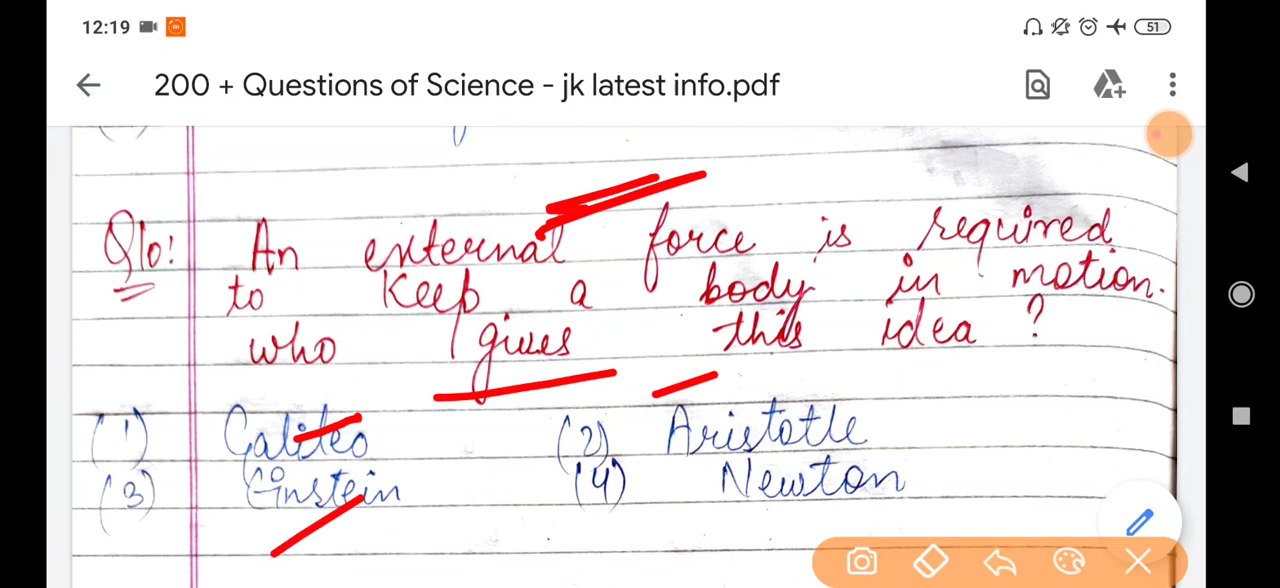 12:19
51
200 + Questions of Science - jk latest info.pdf
Q10: An external force is required
to keep a body in motion.
who gives this idea ?
(1) Galileo (2) Aristotle
(3) Einstein (4) Newton